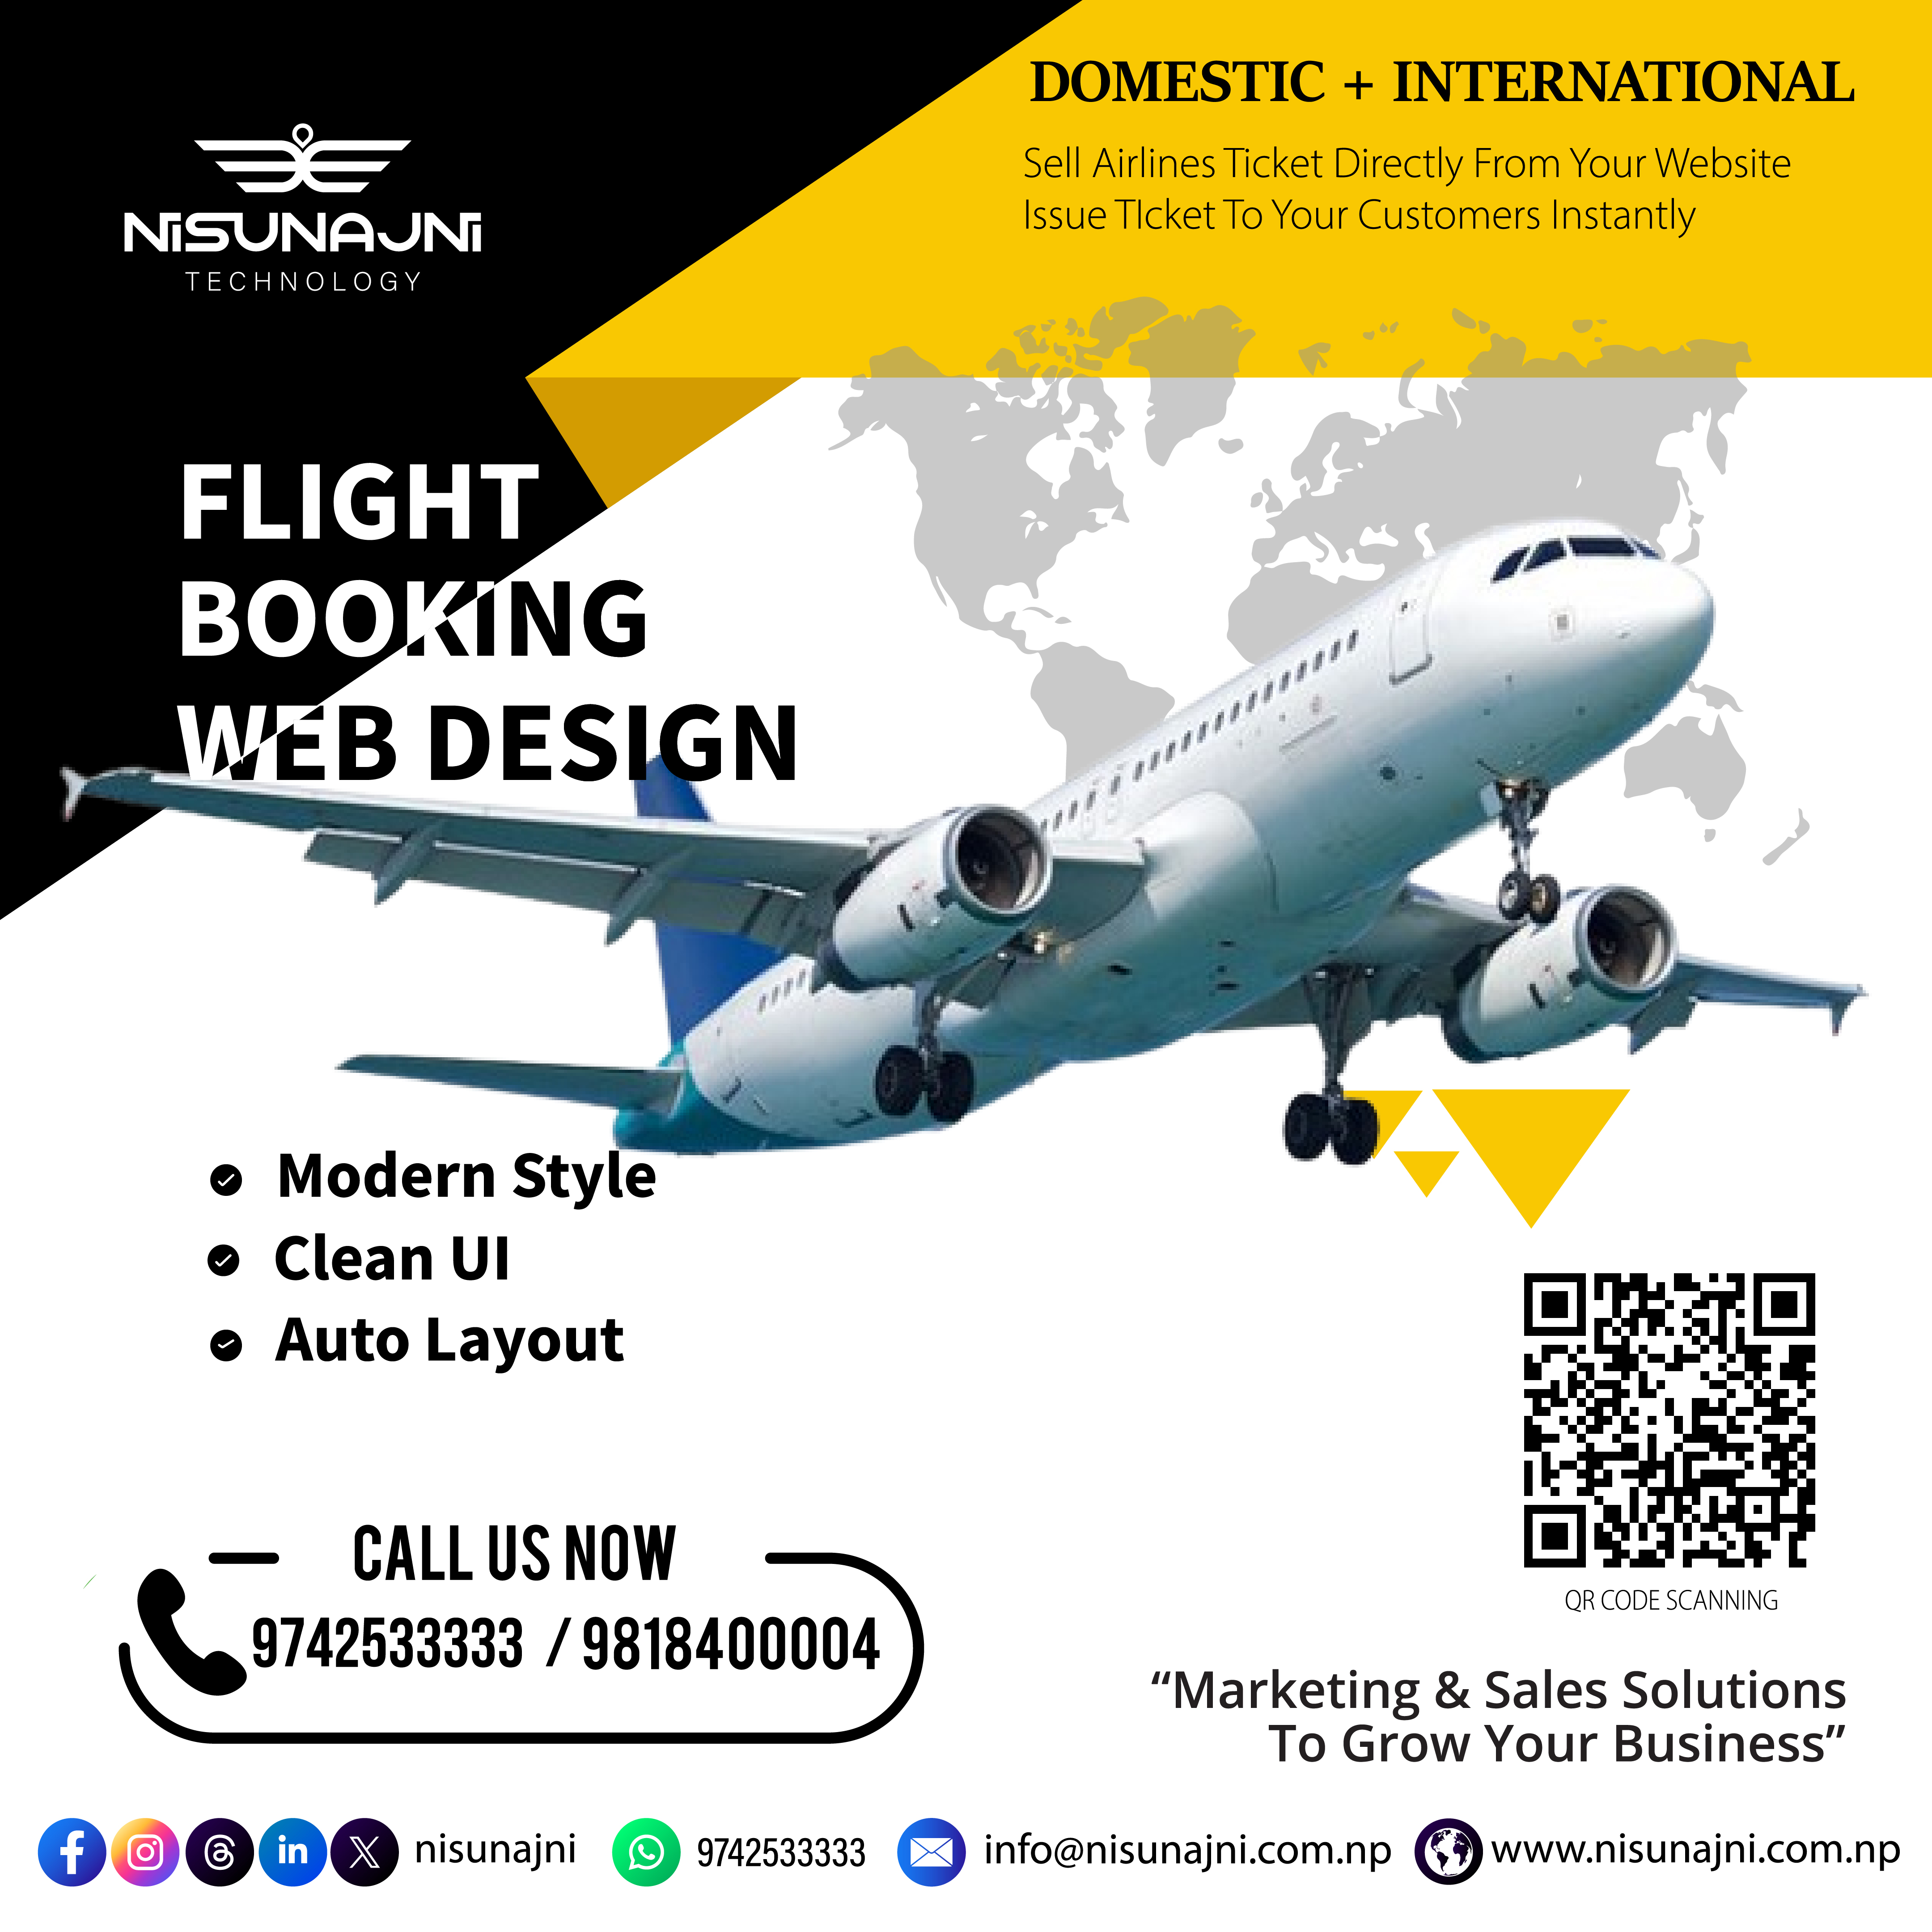 NiSUNAJNi
TECHNOLOGY
DOMESTIC + INTERNATIONAL
Sell Airlines Ticket Directly From Your Website
Issue TIcket To Your Customers Instantly
FLIGHT
BOOKING
WEB DESIGN
Modern Style
Clean UI
Auto Layout
CALL US NOW
9742533333 / 9818400004
QR CODE SCANNING
“Marketing & Sales Solutions
To Grow Your Business”
nisunajni
9742533333
info@nisunajni.com.np
www.nisunajni.com.np